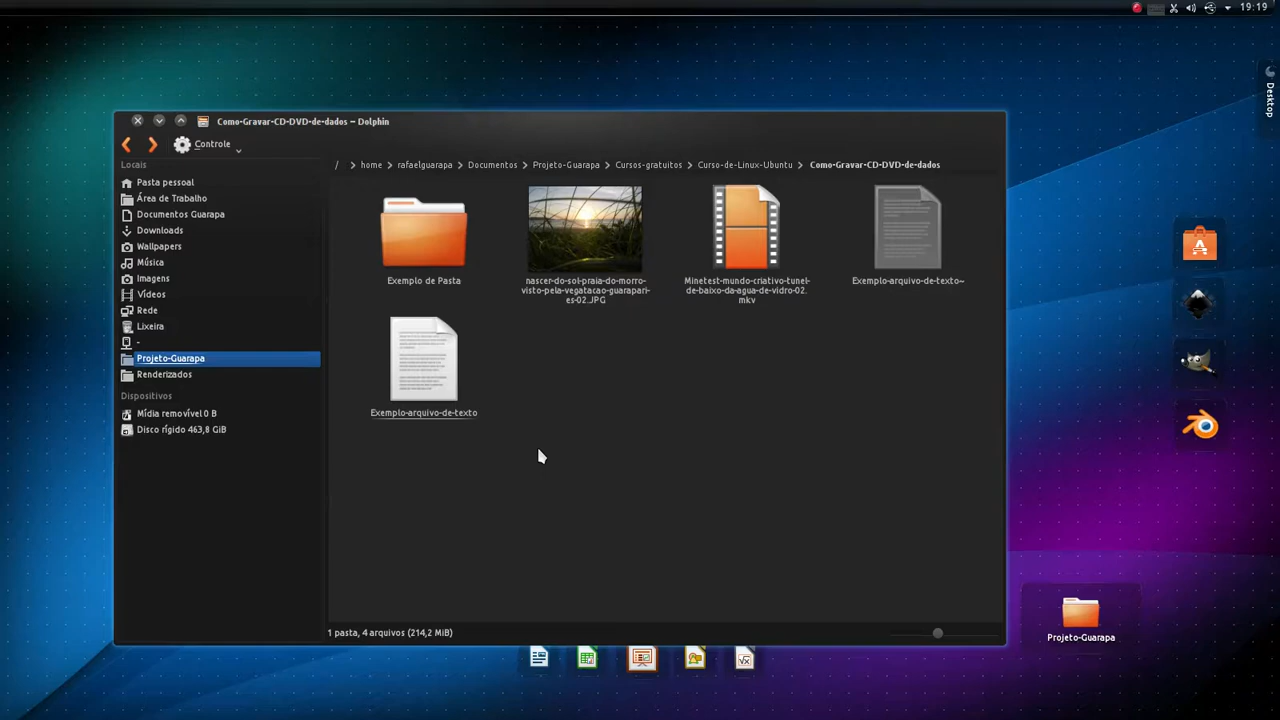 19:19
Desktop
Como-Gravar-CD-DVD-de-dados – Dolphin
Controle
Locais
/ home rafaelguarapa Documentos Projeto-Guarapa Cursos-gratuitos Curso-de-Linux-Ubuntu Como-Gravar-CD-DVD-de-dados
Pasta pessoal
Área de Trabalho
Documentos Guarapa
Downloads
Wallpapers
Música
Imagens
Vídeos
Rede
Lixeira
-
Projeto-Guarapa
Renderizados
Dispositivos
Mídia removível 0 B
Disco rígido 463,8 GiB
Exemplo de Pasta
nascer-do-sol-praia-do-morro-
visto-pela-vegetacao-guarapari-
es-02.JPG
Minetest-mundo-criativo-tunel-
de-baixo-da-agua-de-vidro-02.
mkv
Exemplo-arquivo-de-texto~
Exemplo-arquivo-de-texto
1 pasta, 4 arquivos (214,2 MiB)
Projeto-Guarapa